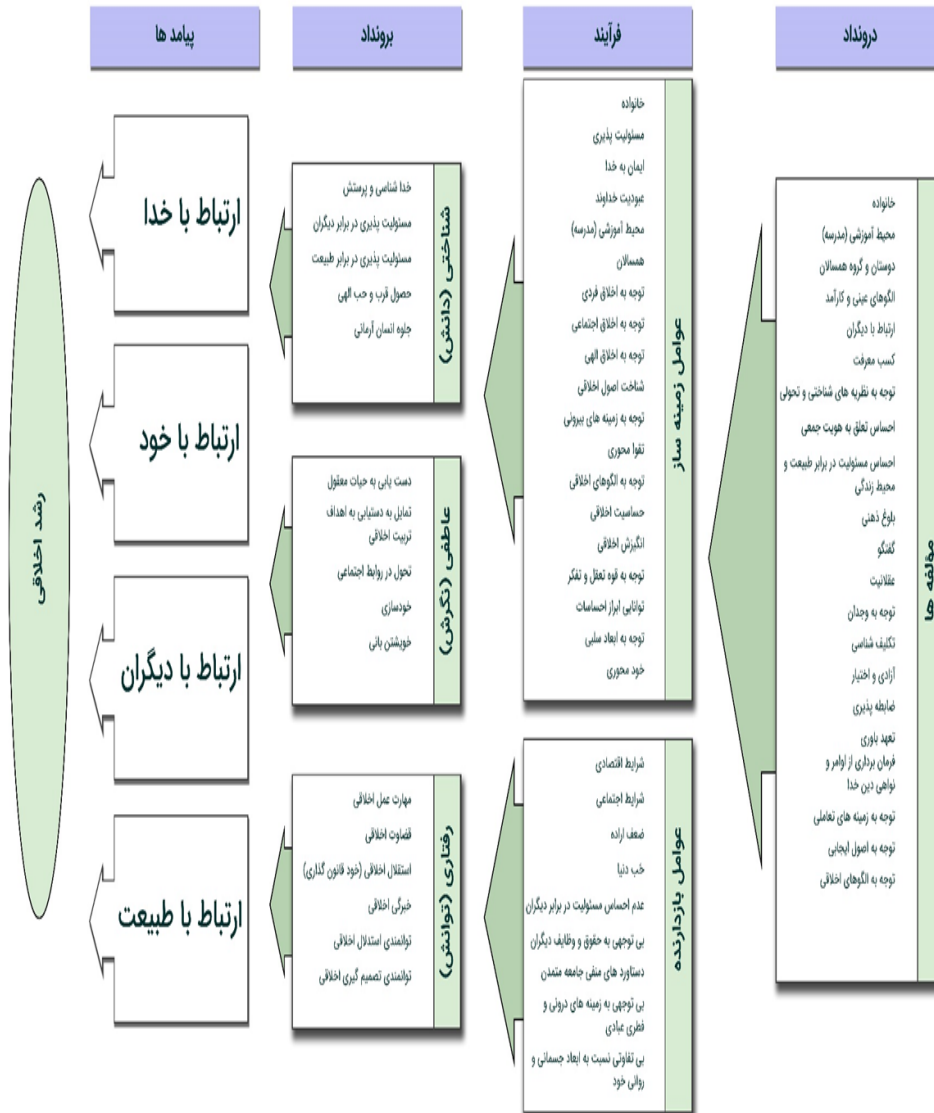 درونداد
فرآیند
برونداد
پیامد ها
مؤلفه ها
خانواده
محیط آموزشی (مدرسه)
دوستان و گروه همسالان
الگوهای عینی و کارآمد
ارتباط با دیگران
کسب معرفت
توجه به نظریه های شناختی و تحولی
احساس تعلق به هویت جمعی
احساس مسئولیت در برابر طبیعت و
محیط زندگی
بلوغ ذهنی
گفتگو
عقلانیت
توجه به وجدان
تکلیف شناسی
آزادی و اختیار
ضابطه پذیری
تعهد باوری
فرمان برداری از اوامر و
نواهی دین خدا
توجه به زمینه های تعاملی
توجه به اصول ایجابی
توجه به الگوهای اخلاقی
عوامل زمینه ساز
خانواده
مسئولیت پذیری
ایمان به خدا
عبودیت خداوند
محیط آموزشی (مدرسه)
همسالان
توجه به اخلاق فردی
توجه به اخلاق اجتماعی
توجه به اخلاق الهی
شناخت اصول اخلاقی
توجه به زمینه های بیرونی
تقوا محوری
توجه به الگوهای اخلاقی
حساسیت اخلاقی
انگیزش اخلاقی
توجه به قوه تعقل و تفکر
توانایی ابراز احساسات
توجه به ابعاد سلبی
خود محوری
عوامل بازدارنده
شرایط اقتصادی
شرایط اجتماعی
ضعف اراده
حُب دنیا
عدم احساس مسئولیت در برابر دیگران
بی توجهی به حقوق و وظایف دیگران
دستاورد های منفی جامعه متمدن
بی توجهی به زمینه های درونی و
فطری عبادی
بی تفاوتی نسبت به ابعاد جسمانی و
روانی خود
شناختی (دانش)
خدا شناسی و پرستش
مسئولیت پذیری در برابر دیگران
مسئولیت پذیری در برابر طبیعت
حصول قرب و حب الهی
جلوه انسان آرمانی
عاطفی (نگرش)
دست یابی به حیات معقول
تمایل به دستیابی به اهداف
تربیت اخلاقی
تحول در روابط اجتماعی
خودسازی
خویشتن بانی
رفتاری (توانش)
مهارت عمل اخلاقی
قضاوت اخلاقی
استقلال اخلاقی (خود قانون گذاری)
خبرگی اخلاقی
توانمندی استدلال اخلاقی
توانمندی تصمیم گیری اخلاقی
ارتباط با خدا
ارتباط با خود
ارتباط با دیگران
ارتباط با طبیعت
رشد اخلاقی